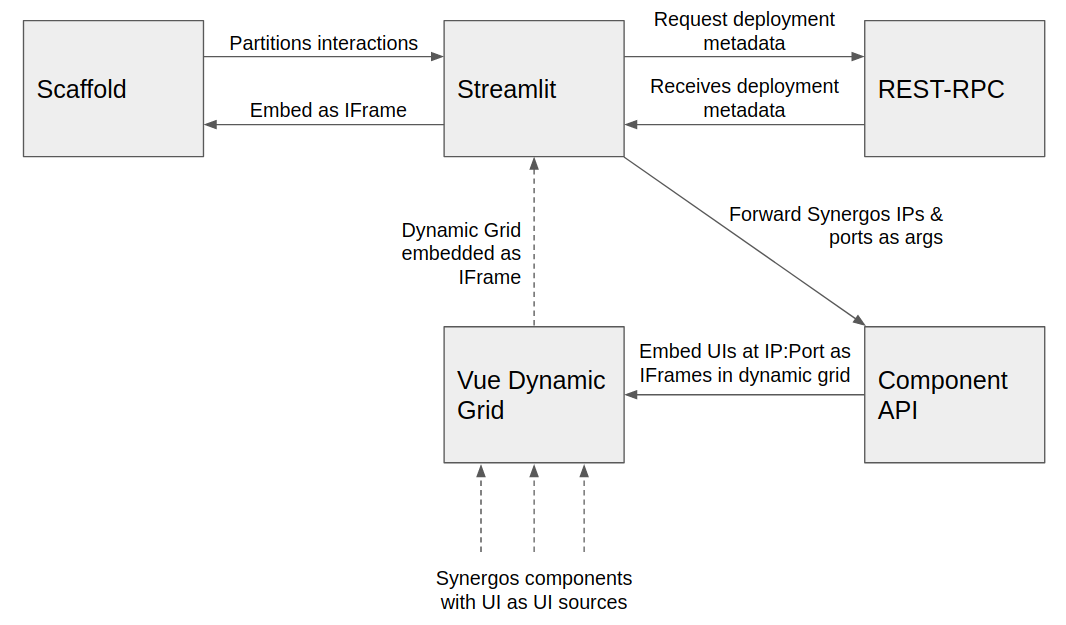 Scaffold
Partitions interactions
Embed as IFrame
Streamlit
Request deployment
metadata
Receives deployment
metadata
REST-RPC
Dynamic Grid
embedded as
IFrame
Forward Synergos IPs &
ports as args
Vue Dynamic
Grid
Embed UIs at IP:Port as
IFrames in dynamic grid
Component
API
Synergos components
with UI as UI sources